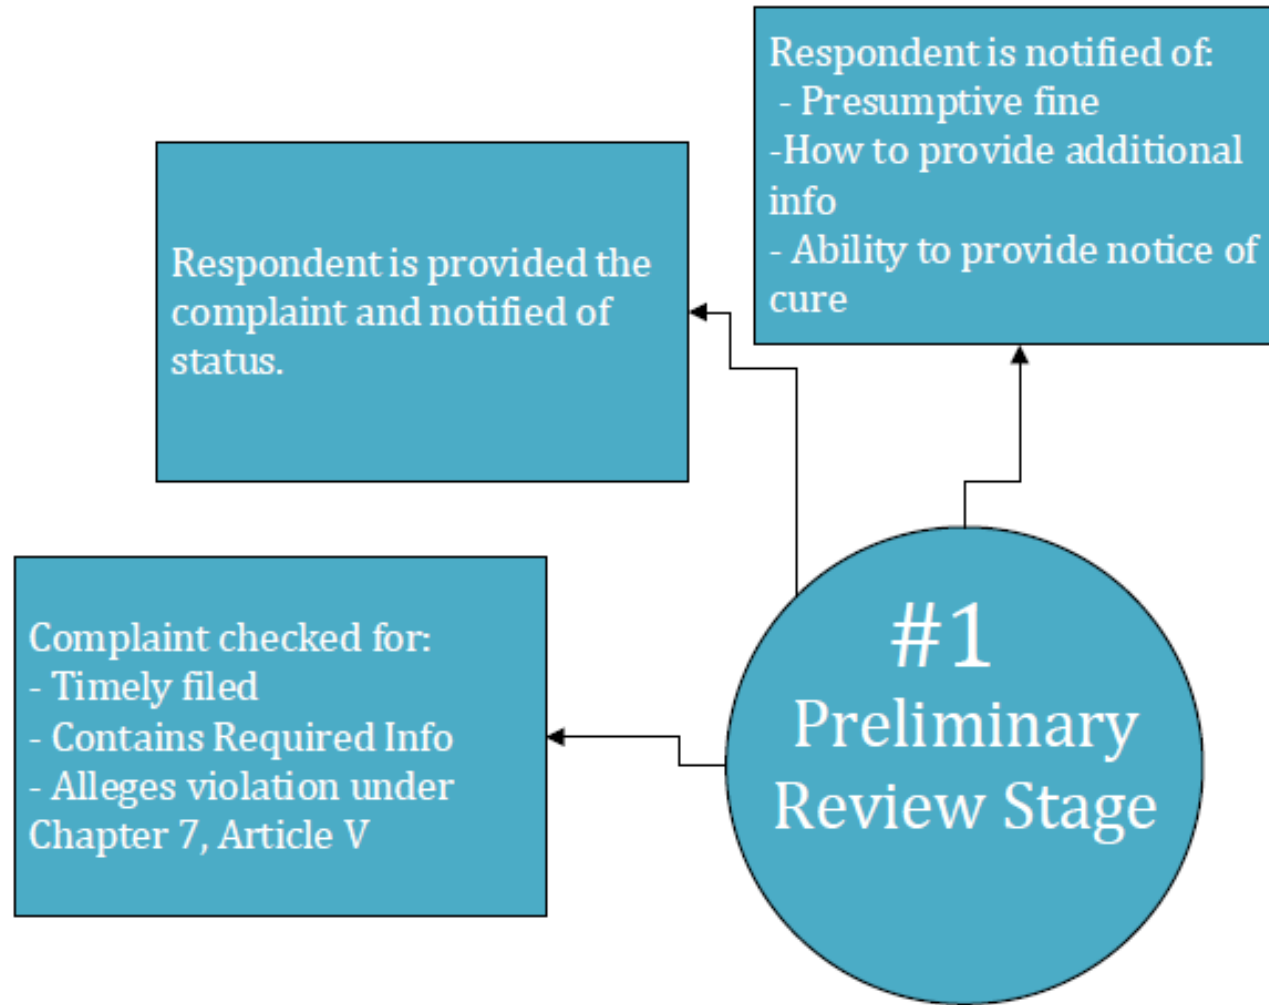 Respondent is notified of:
- Presumptive fine
-How to provide additional
info
- Ability to provide notice of
cure
Respondent is provided the
complaint and notified of
status.
Complaint checked for:
- Timely filed
- Contains Required Info
- Alleges violation under
Chapter 7, Article V
#1
Preliminary
Review Stage